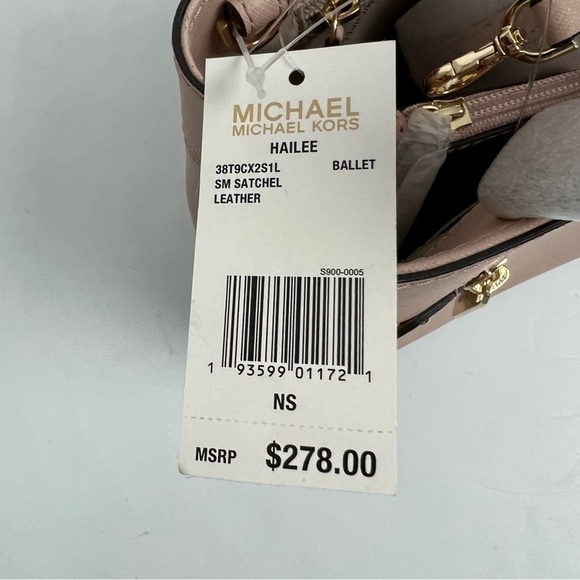 MICHAEL
MICHAEL KORS
HAILEE
38T9CX2S1L BALLET
SM SATCHEL
LEATHER
S900-0005
1 93599 01172 1
NS
MSRP $278.00